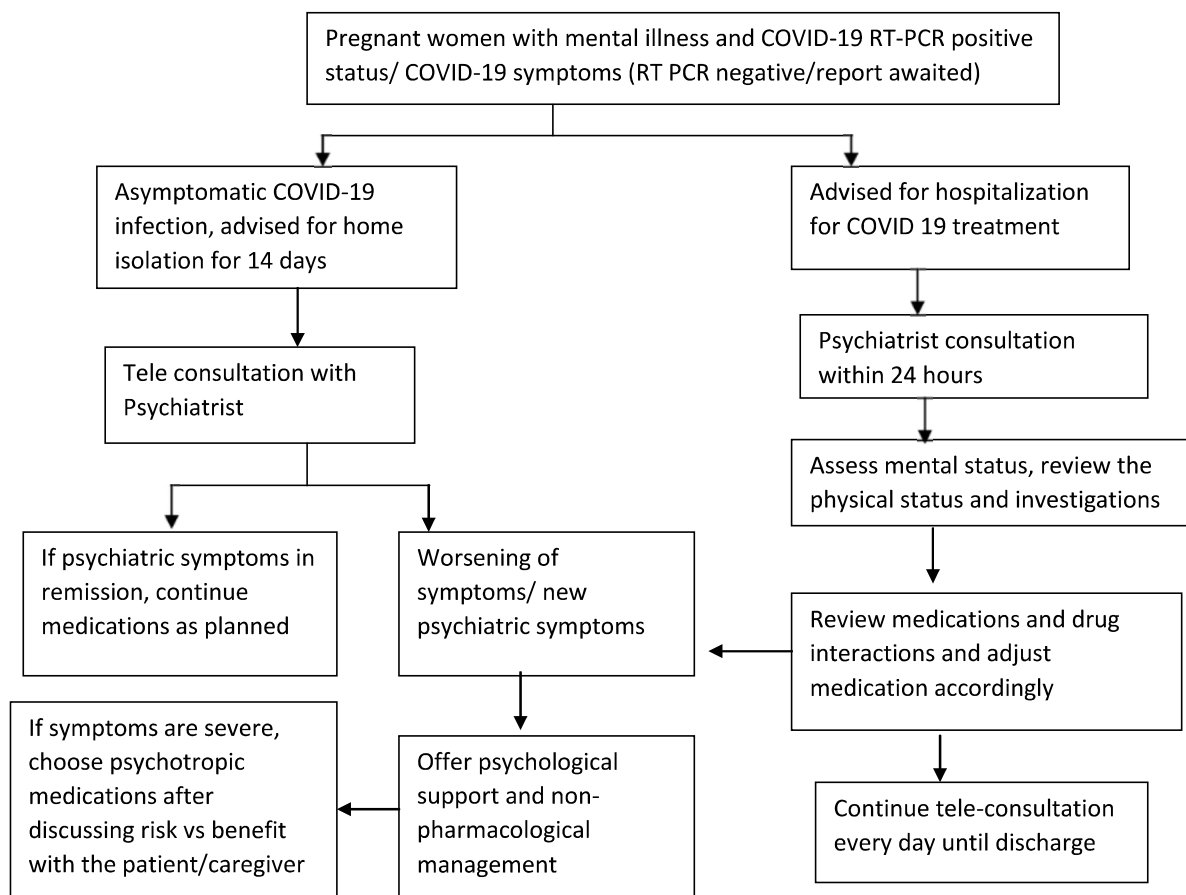 Pregnant women with mental illness and COVID-19 RT-PCR positive
status/ COVID-19 symptoms (RT PCR negative/report awaited)
Asymptomatic COVID-19
infection, advised for home
isolation for 14 days
Advised for hospitalization
for COVID 19 treatment
Tele consultation with
Psychiatrist
Psychiatrist consultation
within 24 hours
Assess mental status, review the
physical status and investigations
If psychiatric symptoms in
remission, continue
medications as planned
Worsening of
symptoms/ new
psychiatric symptoms
Review medications and drug
interactions and adjust
medication accordingly
If symptoms are severe,
choose psychotropic
medications after
discussing risk vs benefit
with the patient/caregiver
Offer psychological
support and non-
pharmacological
management
Continue tele-consultation
every day until discharge